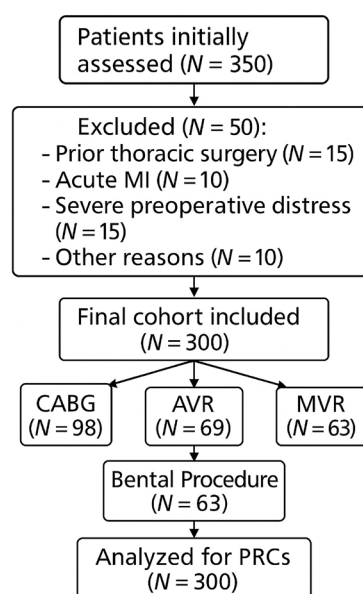 Patients initially
assessed (N = 350)
Excluded (N = 50):
- Prior thoracic surgery (N = 15)
- Acute MI (N = 10)
- Severe preoperative distress
(N = 15)
- Other reasons (N = 10)
Final cohort included
(N = 300)
CABG
(N = 98)
AVR
(N = 69)
MVR
(N = 63)
Bental Procedure
(N = 63)
Analyzed for PRCs
(N = 300)